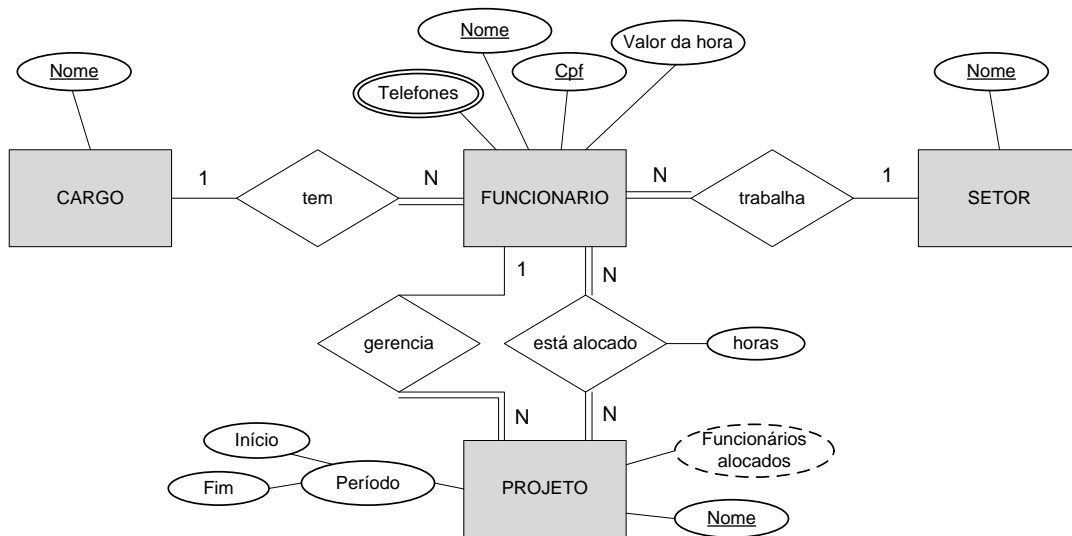 Nome
Valor da hora
Nome
Cpf
Nome
Telefones
CARGO
1
tem
N
FUNCIONARIO
N
trabalha
1
SETOR
1
N
gerencia
está alocado
horas
N
N
Início
Funcionários
alocados
Fim
Período
PROJETO
Nome